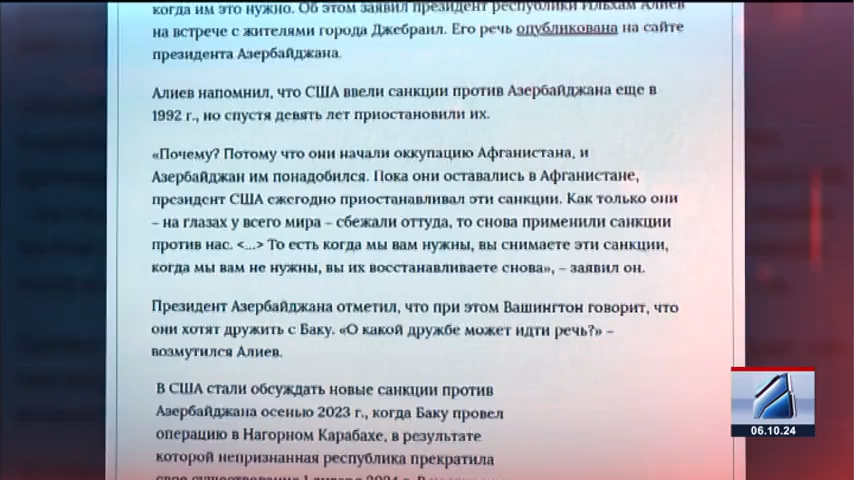 когда им это нужно. Об этом заявил президент республики Ильхам Алиев
на встрече с жителями города Джебраил. Его речь опубликована на сайте
президента Азербайджана.
Алиев напомнил, что США ввели санкции против Азербайджана еще в
1992 г., но спустя девять лет приостановили их.
«Почему? Потому что они начали оккупацию Афганистана, и
Азербайджан им понадобился. Пока они оставались в Афганистане,
президент США ежегодно приостанавливал эти санкции. Как только они
– на глазах у всего мира – сбежали оттуда, то снова применили санкции
против нас. <...> То есть когда мы вам нужны, вы снимаете эти санкции,
когда мы вам не нужны, вы их восстанавливаете снова», – заявил он.
Президент Азербайджана отметил, что при этом Вашингтон говорит, что
они хотят дружить с Баку. «О какой дружбе может идти речь?» –
возмутился Алиев.
В США стали обсуждать новые санкции против
Азербайджана осенью 2023 г., когда Баку провел
операцию в Нагорном Карабахе, в результате
которой непризнанная республика прекратила
06.10.24